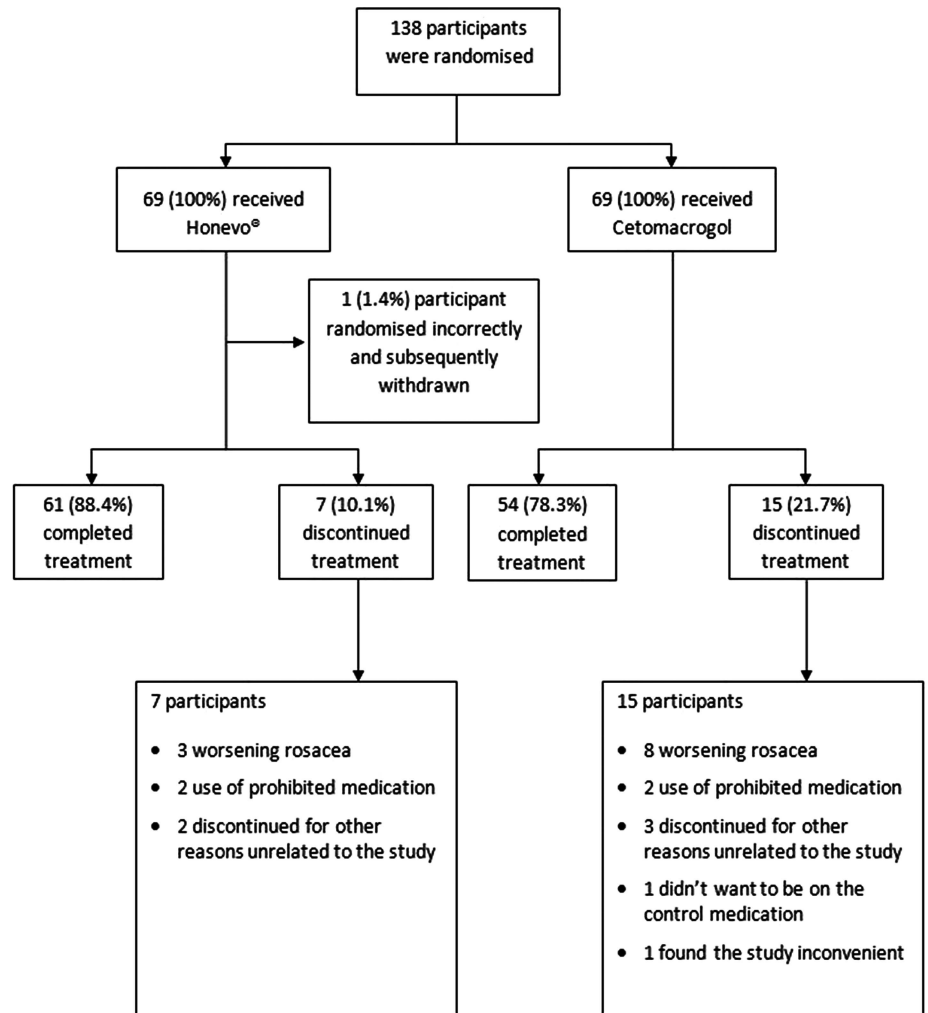 138 participants
were randomised
69 (100%) received
Honevo®
69 (100%) received
Cetomacrogol
1 (1.4%) participant
randomised incorrectly
and subsequently
withdrawn
61 (88.4%)
completed
treatment
7 (10.1%)
discontinued
treatment
54 (78.3%)
completed
treatment
15 (21.7%)
discontinued
treatment
7 participants
• 3 worsening rosacea
• 2 use of prohibited medication
• 2 discontinued for other
reasons unrelated to the study
15 participants
• 8 worsening rosacea
• 2 use of prohibited medication
• 3 discontinued for other
reasons unrelated to the study
• 1 didn't want to be on the
control medication
• 1 found the study inconvenient